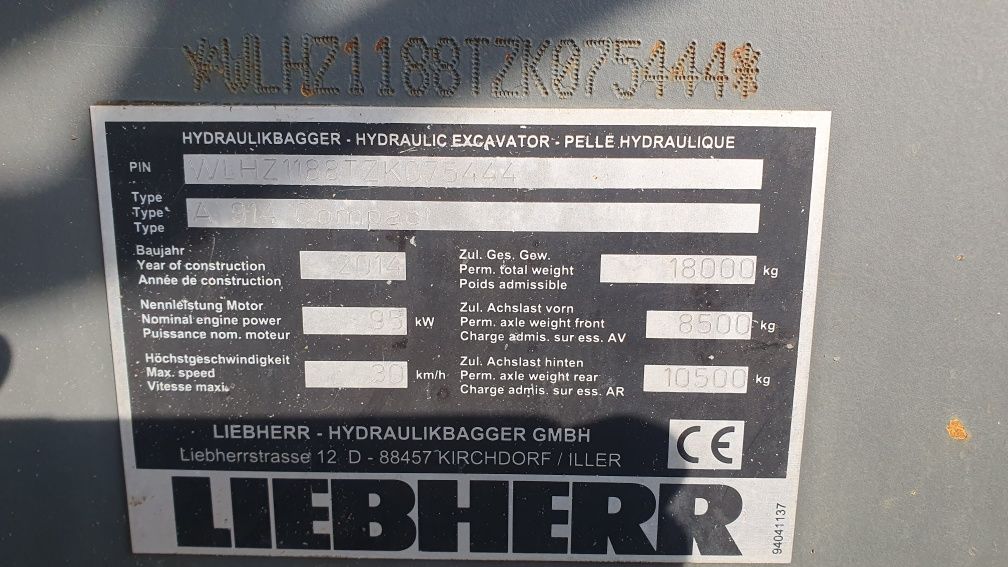 *WLHZ1188TZK075444*
HYDRAULIKBAGGER - HYDRAULIC EXCAVATOR - PELLE HYDRAULIQUE
PIN WLHZ1188TZK075444
Type
Type A 914 Compact
Type
Baujahr
Year of construction 2014
Année de construction
Zul. Ges. Gew.
Perm. total weight 18000 kg
Poids admissible
Nennleistung Motor
Nominal engine power 95 kW
Puissance nom. moteur
Zul. Achslast vorn
Perm. axle weight front 8500 kg
Charge admis. sur ess. AV
Höchstgeschwindigkeit
Max. speed 30 km/h
Vitesse maxi.
Zul. Achslast hinten
Perm. axle weight rear 10500 kg
Charge admis. sur ess. AR
LIEBHERR - HYDRAULIKBAGGER GMBH
Liebherrstrasse 12 D - 88457 KIRCHDORF / ILLER
CE
LIEBHERR
94041137